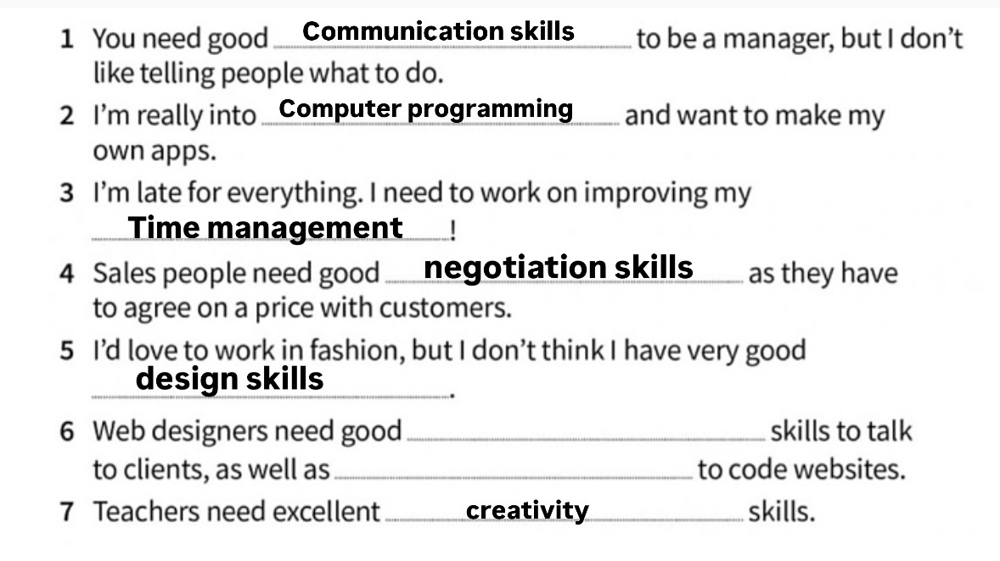 1 You need good Communication skills to be a manager, but I don't
like telling people what to do.
2 I'm really into Computer programming and want to make my
own apps.
3 I'm late for everything. I need to work on improving my
Time management !
4 Sales people need good negotiation skills as they have
to agree on a price with customers.
5 I'd love to work in fashion, but I don't think I have very good
design skills .
6 Web designers need good skills to talk
to clients, as well as to code websites.
7 Teachers need excellent creativity skills.